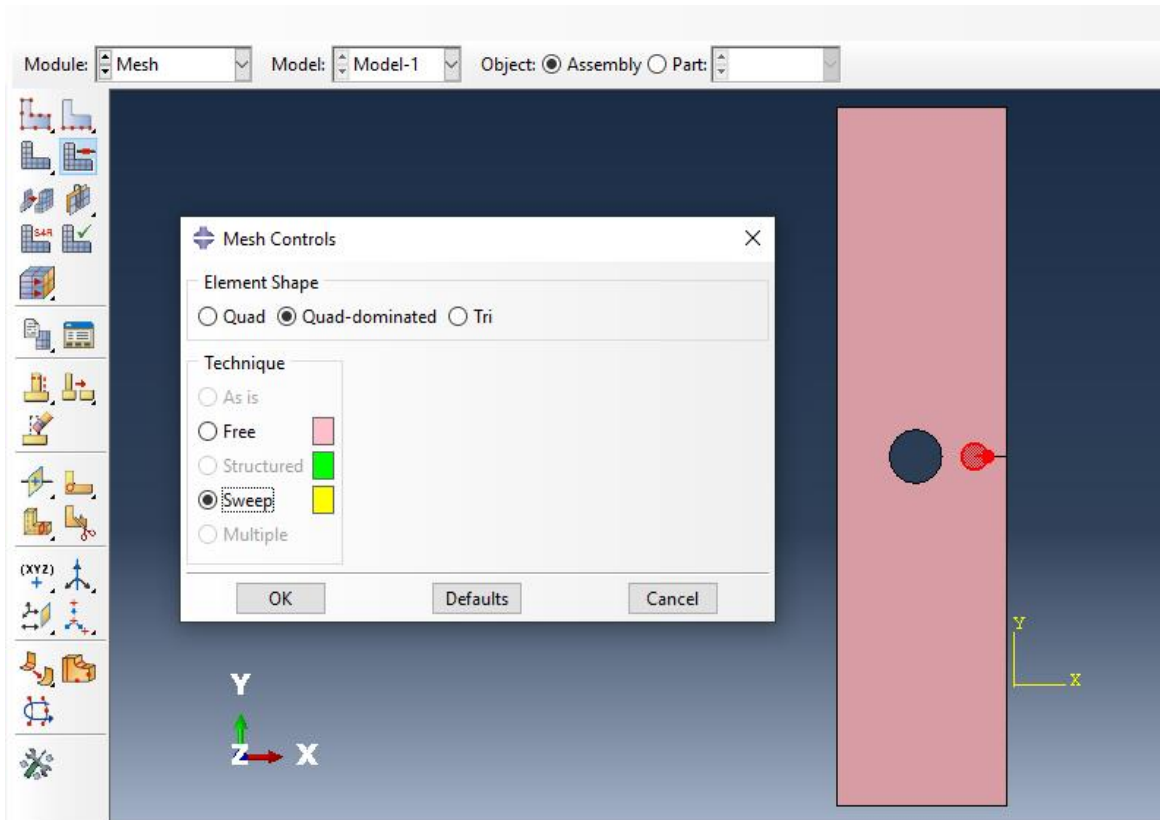 Module: Mesh Model: Model-1 Object: Assembly Part:
S4R
Mesh Controls
Element Shape
Quad Quad-dominated Tri
Technique
As is
Free
Structured
Sweep
Multiple
OK Defaults Cancel
(XYZ)
Y
X
Y
Z X